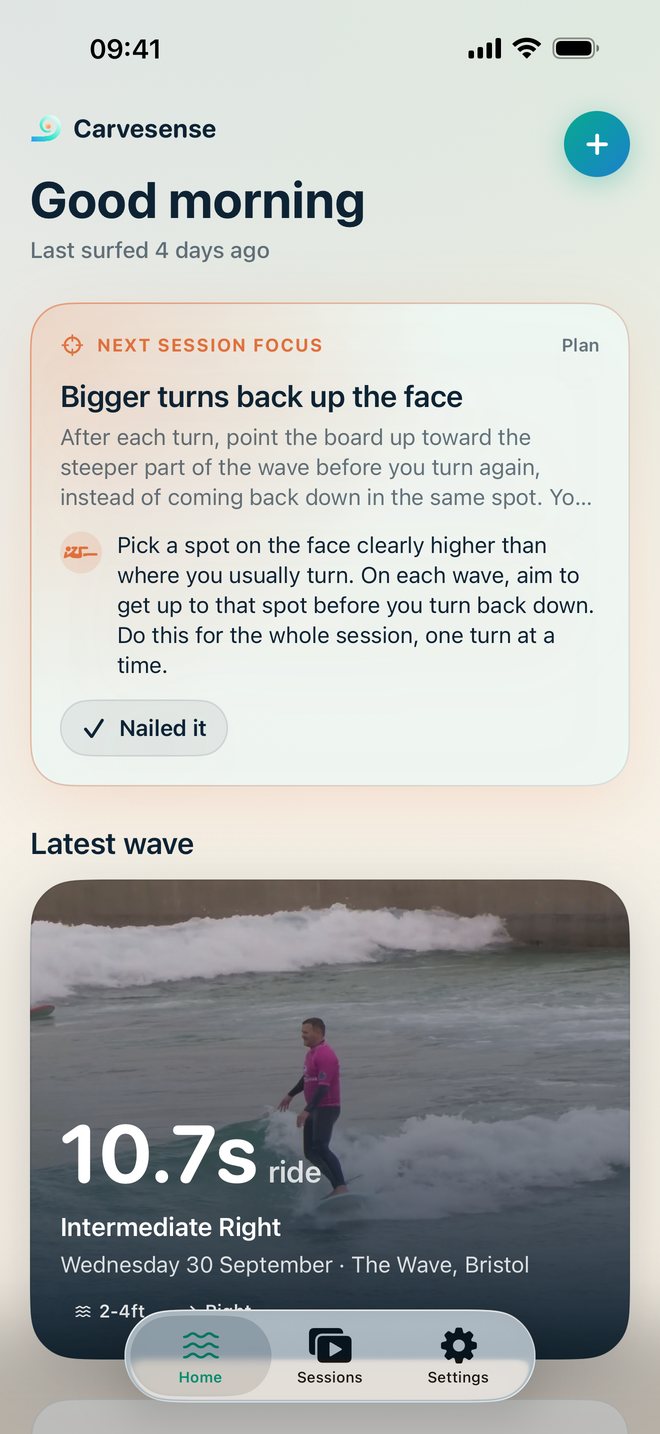 09:41
Carvesense
Good morning
Last surfed 4 days ago
NEXT SESSION FOCUS
Plan
Bigger turns back up the face
After each turn, point the board up toward the
steeper part of the wave before you turn again,
instead of coming back down in the same spot. Yo...
Pick a spot on the face clearly higher than
where you usually turn. On each wave, aim to
get up to that spot before you turn back down.
Do this for the whole session, one turn at a
time.
Nailed it
Latest wave
10.7s ride
Intermediate Right
Wednesday 30 September · The Wave, Bristol
2-4ft
Right
Home
Sessions
Settings